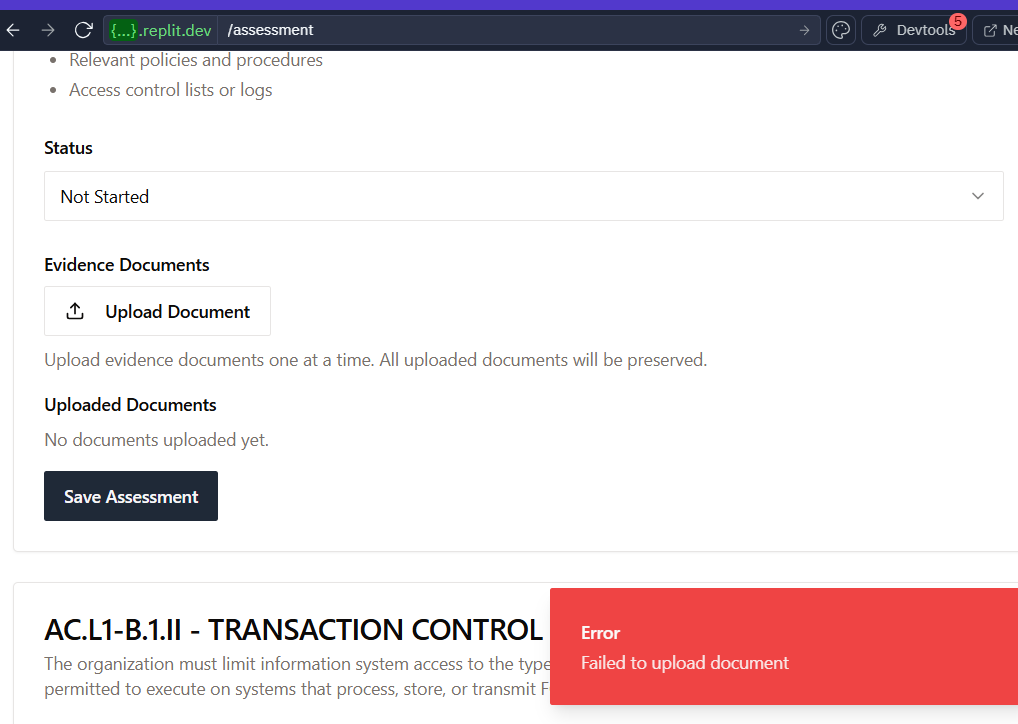 {...}.replit.dev /assessment Devtools 5 Ne
Relevant policies and procedures
Access control lists or logs
Status
Not Started
Evidence Documents
Upload Document
Upload evidence documents one at a time. All uploaded documents will be preserved.
Uploaded Documents
No documents uploaded yet.
Save Assessment
AC.L1-B.1.II - TRANSACTION CONTROL
The organization must limit information system access to the type
permitted to execute on systems that process, store, or transmit F
Error
Failed to upload document